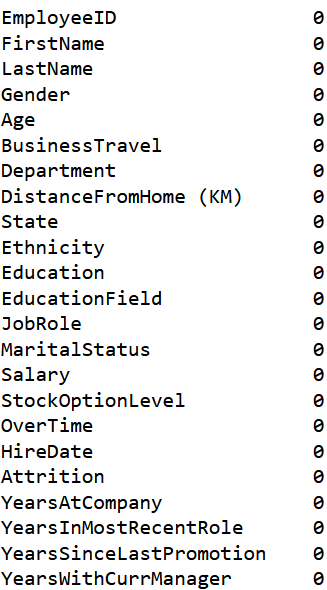 EmployeeID 0
FirstName 0
LastName 0
Gender 0
Age 0
BusinessTravel 0
Department 0
DistanceFromHome (KM) 0
State 0
Ethnicity 0
Education 0
EducationField 0
JobRole 0
MaritalStatus 0
Salary 0
StockOptionLevel 0
OverTime 0
HireDate 0
Attrition 0
YearsAtCompany 0
YearsInMostRecentRole 0
YearsSinceLastPromotion 0
YearsWithCurrManager 0